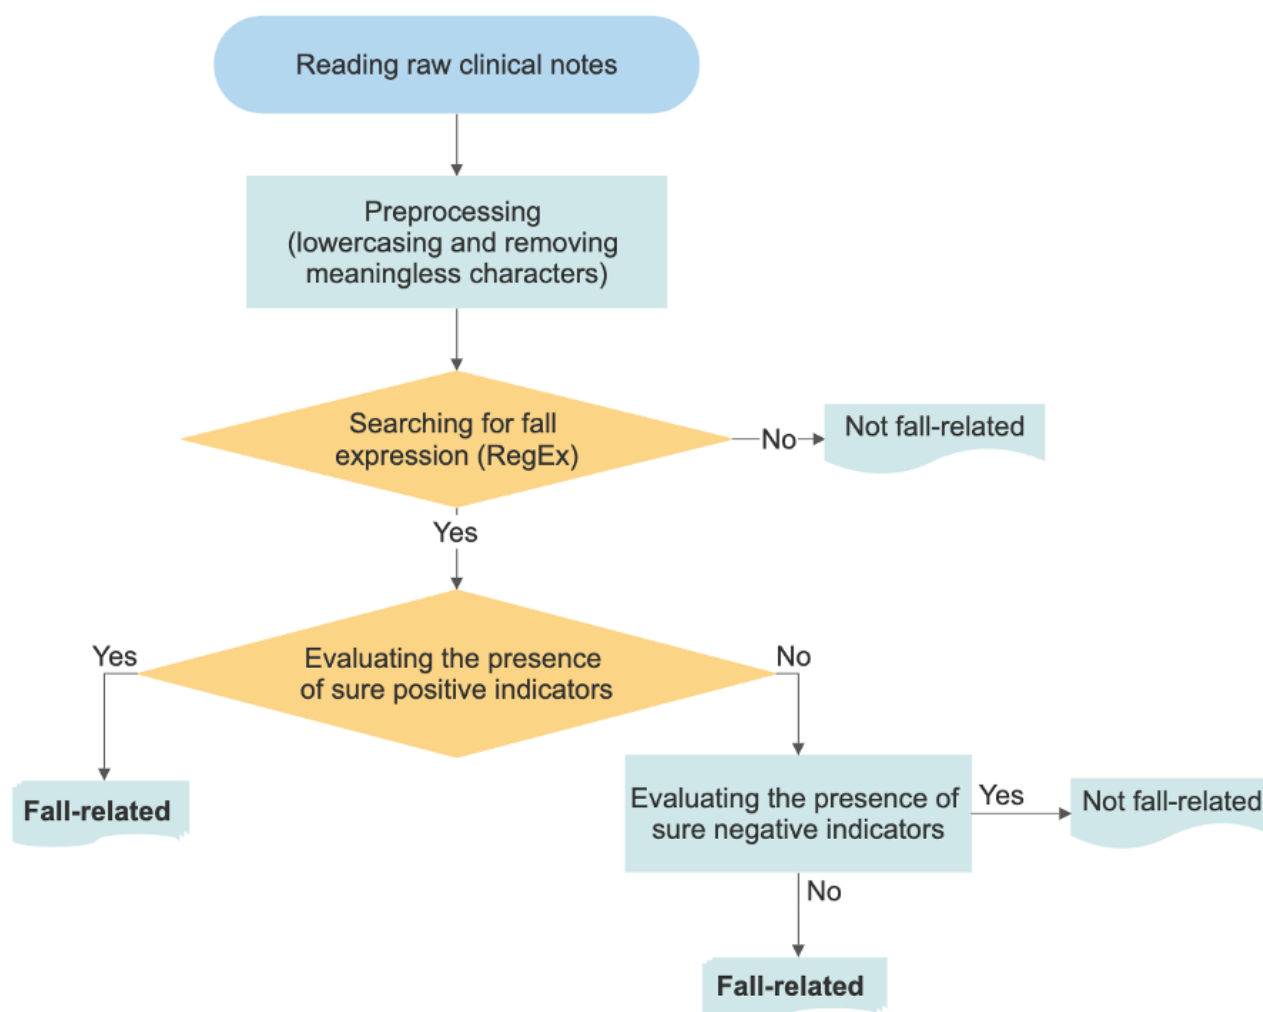 Reading raw clinical notes
Preprocessing
(lowercasing and removing
meaningless characters)
Searching for fall
expression (RegEx)
No
Not fall-related
Yes
Evaluating the presence
of sure positive indicators
Yes
No
Fall-related
Evaluating the presence of
sure negative indicators
Yes
Not fall-related
No
Fall-related